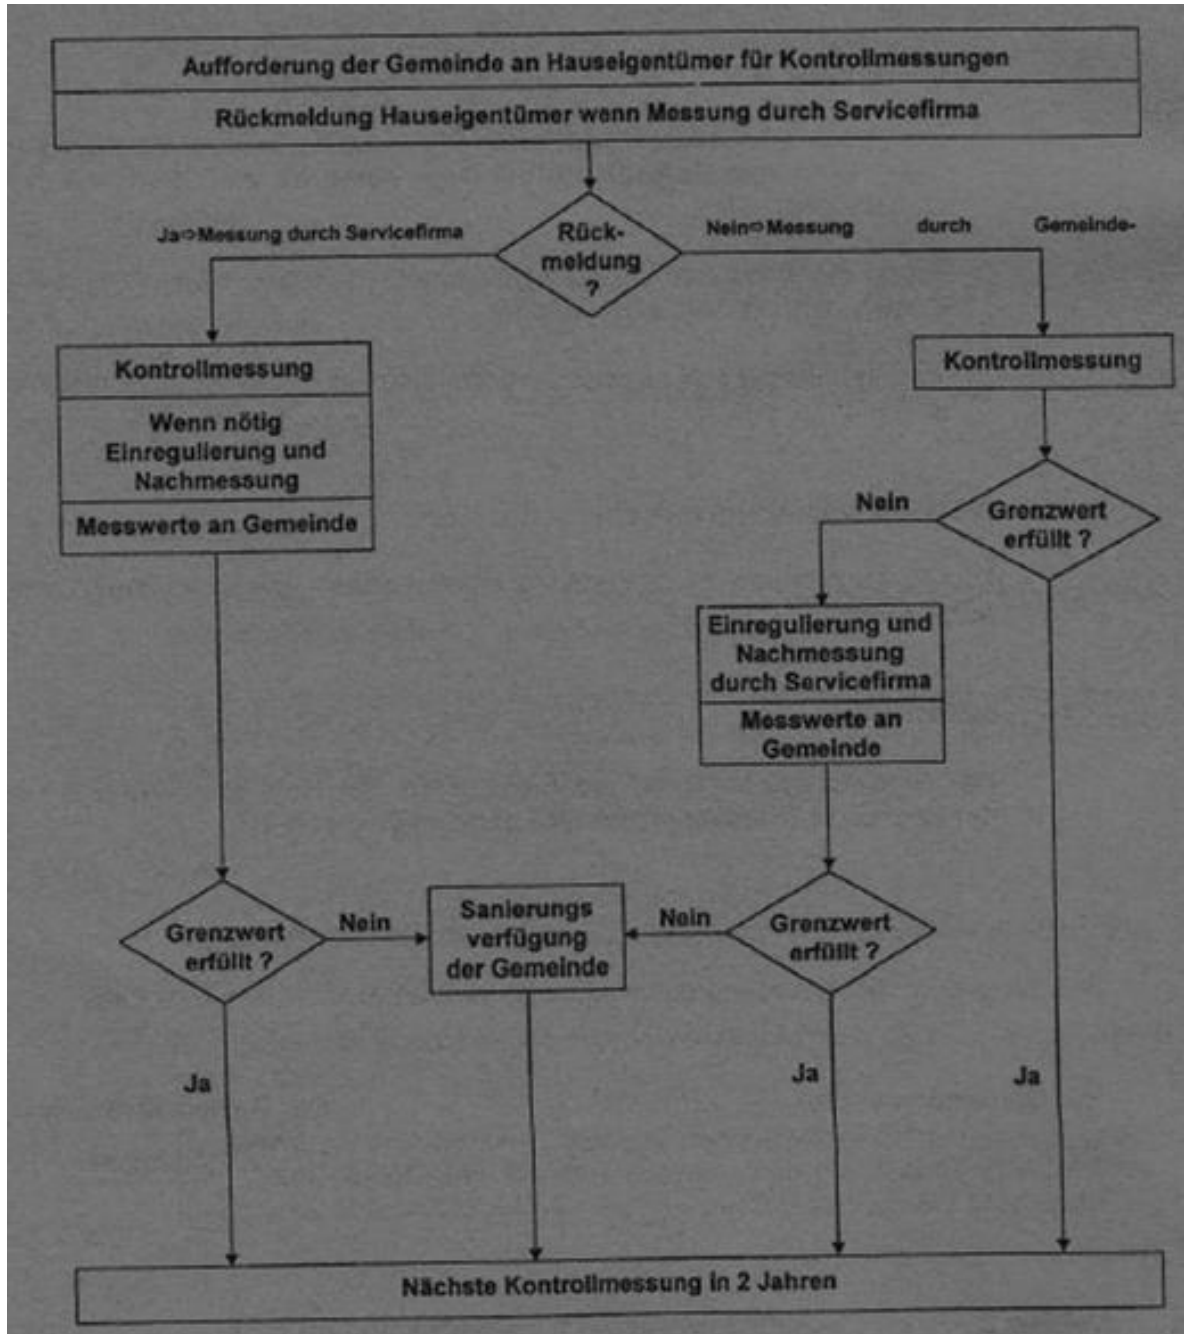 Aufforderung der Gemeinde an Hauseigentümer für Kontrollmessungen
Rückmeldung Hauseigentümer wenn Messung durch Servicefirma
Ja⇨Messung durch Servicefirma
Rück-
meldung
?
Nein⇨Messung durch Gemeinde-
Kontrollmessung
Wenn nötig
Einregulierung und
Nachmessung
Messwerte an Gemeinde
Kontrollmessung
Grenzwert
erfüllt ?
Nein
Einregulierung und
Nachmessung
durch Servicefirma
Messwerte an
Gemeinde
Grenzwert
erfüllt ?
Nein
Sanierungs
verfügung
der Gemeinde
Nein
Grenzwert
erfüllt ?
Ja
Ja
Ja
Nächste Kontrollmessung in 2 Jahren